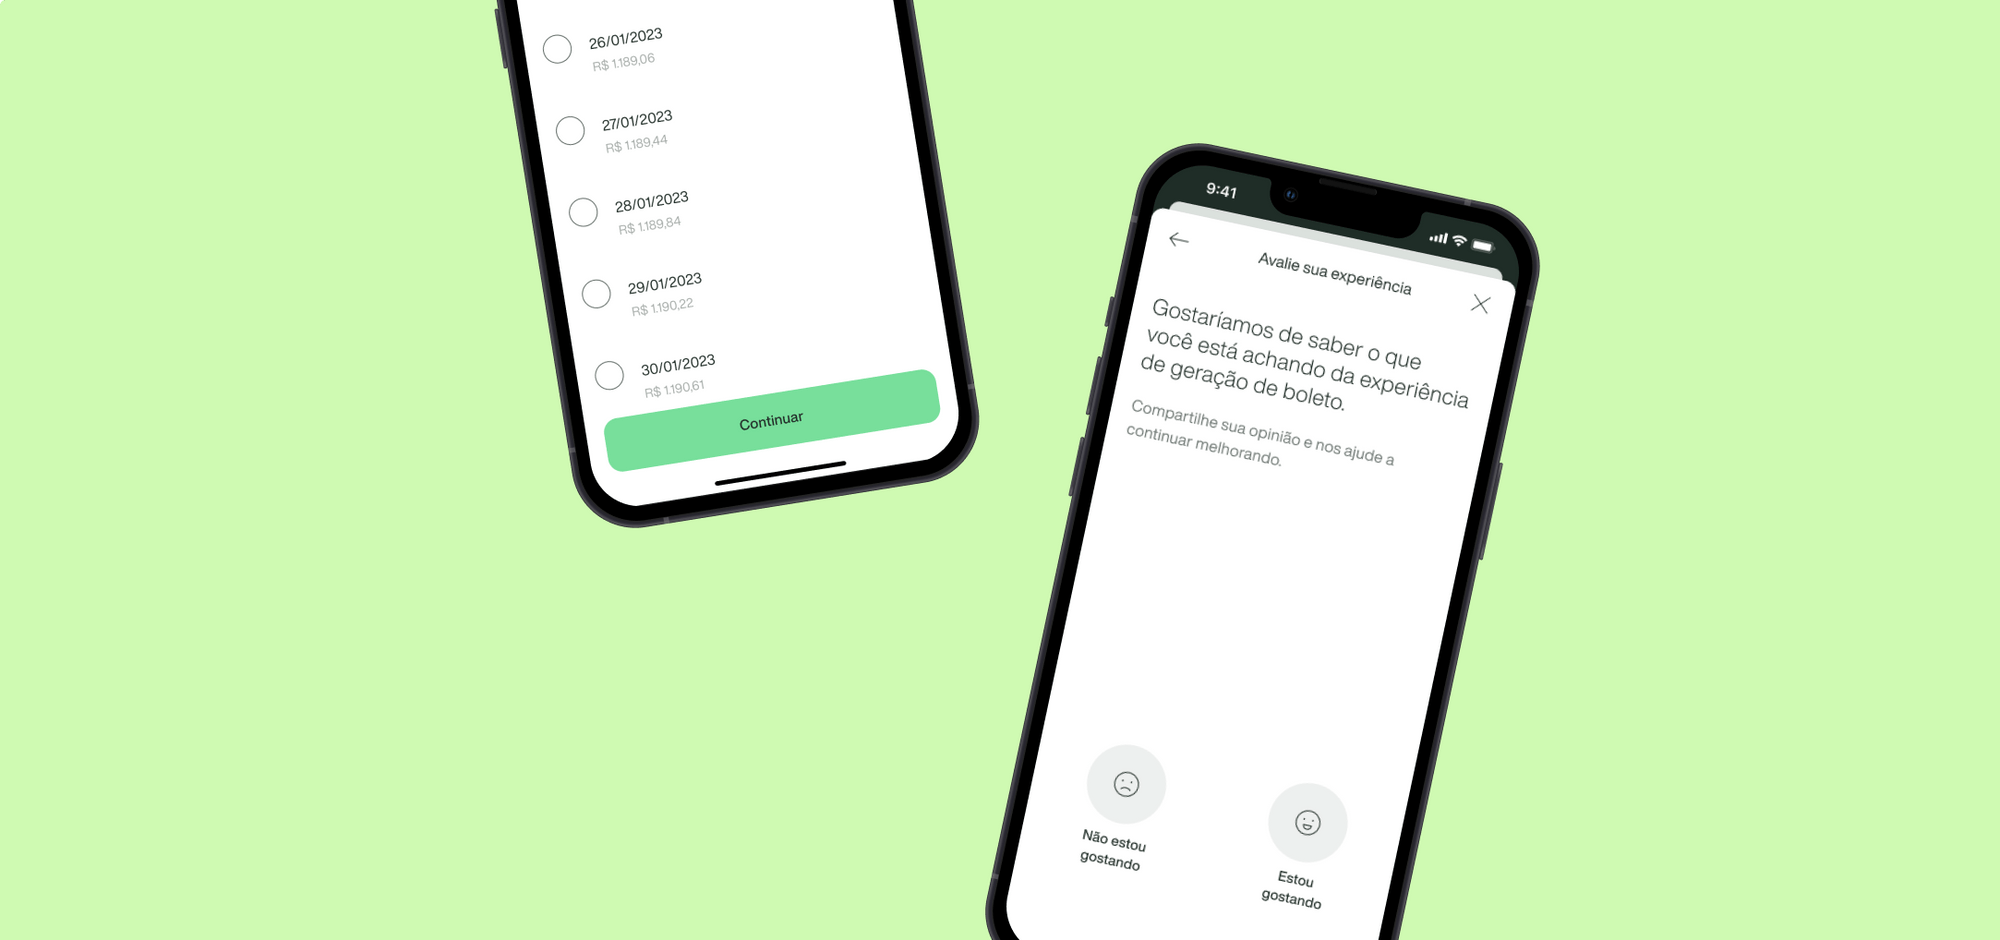 26/01/2023
R$ 1.189,06
27/01/2023
R$ 1.189,44
28/01/2023
R$ 1.189,84
29/01/2023
R$ 1.190,22
30/01/2023
R$ 1.190,61
Continuar
9:41
Avalie sua experiência
Gostaríamos de saber o que
você está achando da experiência
de geração de boleto.
Compartilhe sua opinião e nos ajude a
continuar melhorando.
Não estou
gostando
Estou
gostando